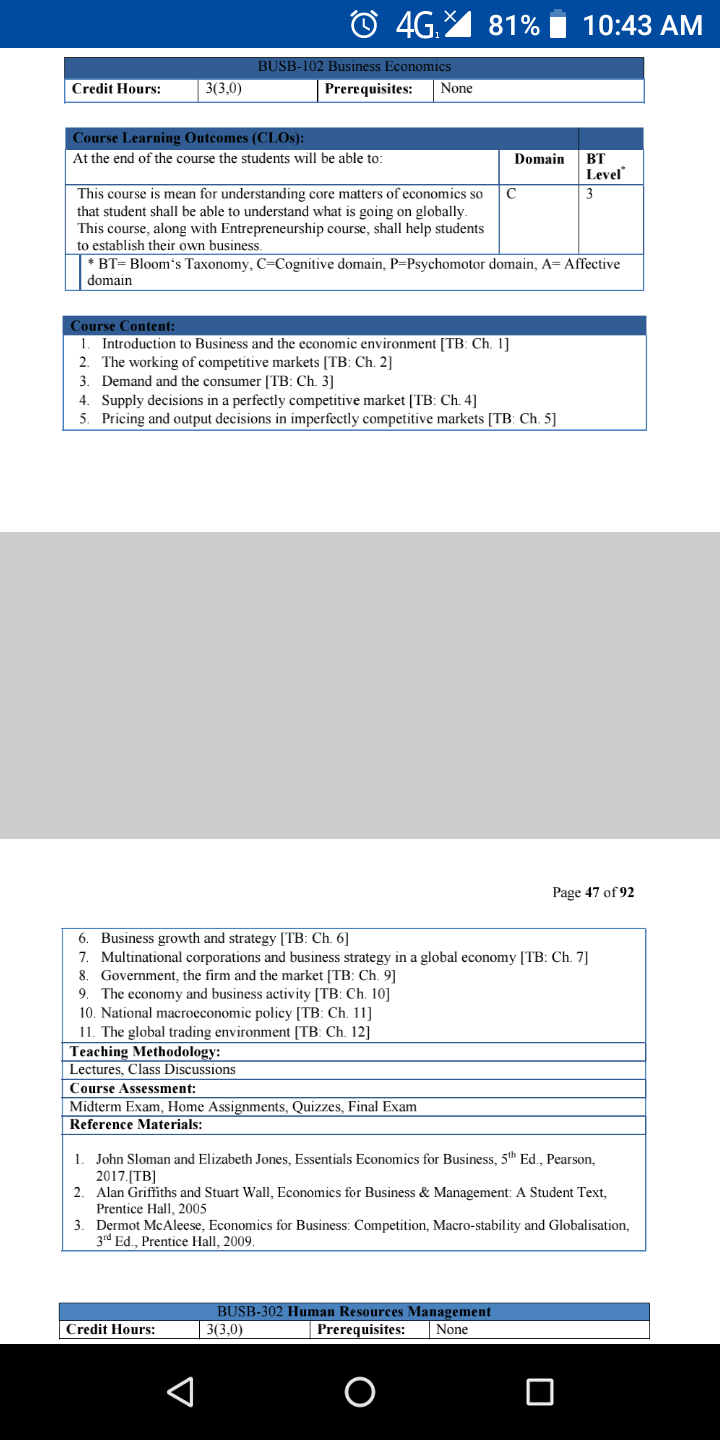 4G 81% 10:43 AM
BUSB-102 Business Economics
Credit Hours: 3(3,0) Prerequisites: None
Course Learning Outcomes (CLOs):
At the end of the course the students will be able to: Domain BT
Level*
This course is mean for understanding core matters of economics so C 3
that student shall be able to understand what is going on globally.
This course, along with Entrepreneurship course, shall help students
to establish their own business.
* BT= Bloom‘s Taxonomy, C=Cognitive domain, P=Psychomotor domain, A= Affective
domain
Course Content:
1. Introduction to Business and the economic environment [TB: Ch. 1]
2. The working of competitive markets [TB: Ch. 2]
3. Demand and the consumer [TB: Ch. 3]
4. Supply decisions in a perfectly competitive market [TB: Ch. 4]
5. Pricing and output decisions in imperfectly competitive markets [TB: Ch. 5]
Page 47 of 92
6. Business growth and strategy [TB: Ch. 6]
7. Multinational corporations and business strategy in a global economy [TB: Ch. 7]
8. Government, the firm and the market [TB: Ch. 9]
9. The economy and business activity [TB: Ch. 10]
10. National macroeconomic policy [TB: Ch. 11]
11. The global trading environment [TB: Ch. 12]
Teaching Methodology:
Lectures, Class Discussions
Course Assessment:
Midterm Exam, Home Assignments, Quizzes, Final Exam
Reference Materials:
1. John Sloman and Elizabeth Jones, Essentials Economics for Business, 5th Ed., Pearson,
2017.[TB]
2. Alan Griffiths and Stuart Wall, Economics for Business & Management: A Student Text,
Prentice Hall, 2005
3. Dermot McAleese, Economics for Business: Competition, Macro-stability and Globalisation,
3rd Ed., Prentice Hall, 2009.
BUSB-302 Human Resources Management
Credit Hours: 3(3,0) Prerequisites: None